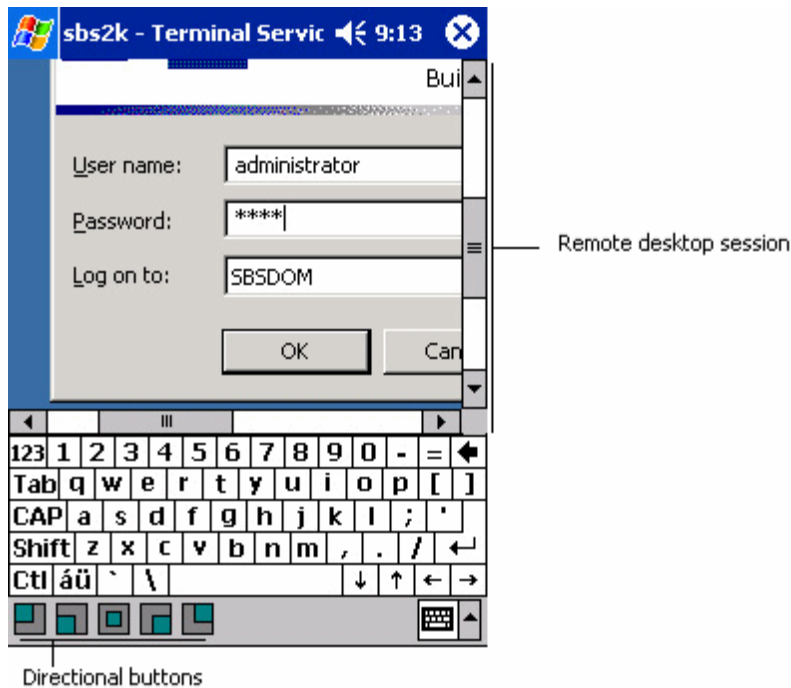 sbs2k - Terminal Servic 9:13
Bui
User name: administrator
Password: ****
Log on to: SBSDOM
OK Can
Remote desktop session
123 1 2 3 4 5 6 7 8 9 0 - =
Tab q w e r t y u i o p [ ]
CAP a s d f g h j k l ; '
Shift z x c v b n m , . /
Ctl áü ` \ ↓ ↑ ← →
Directional buttons